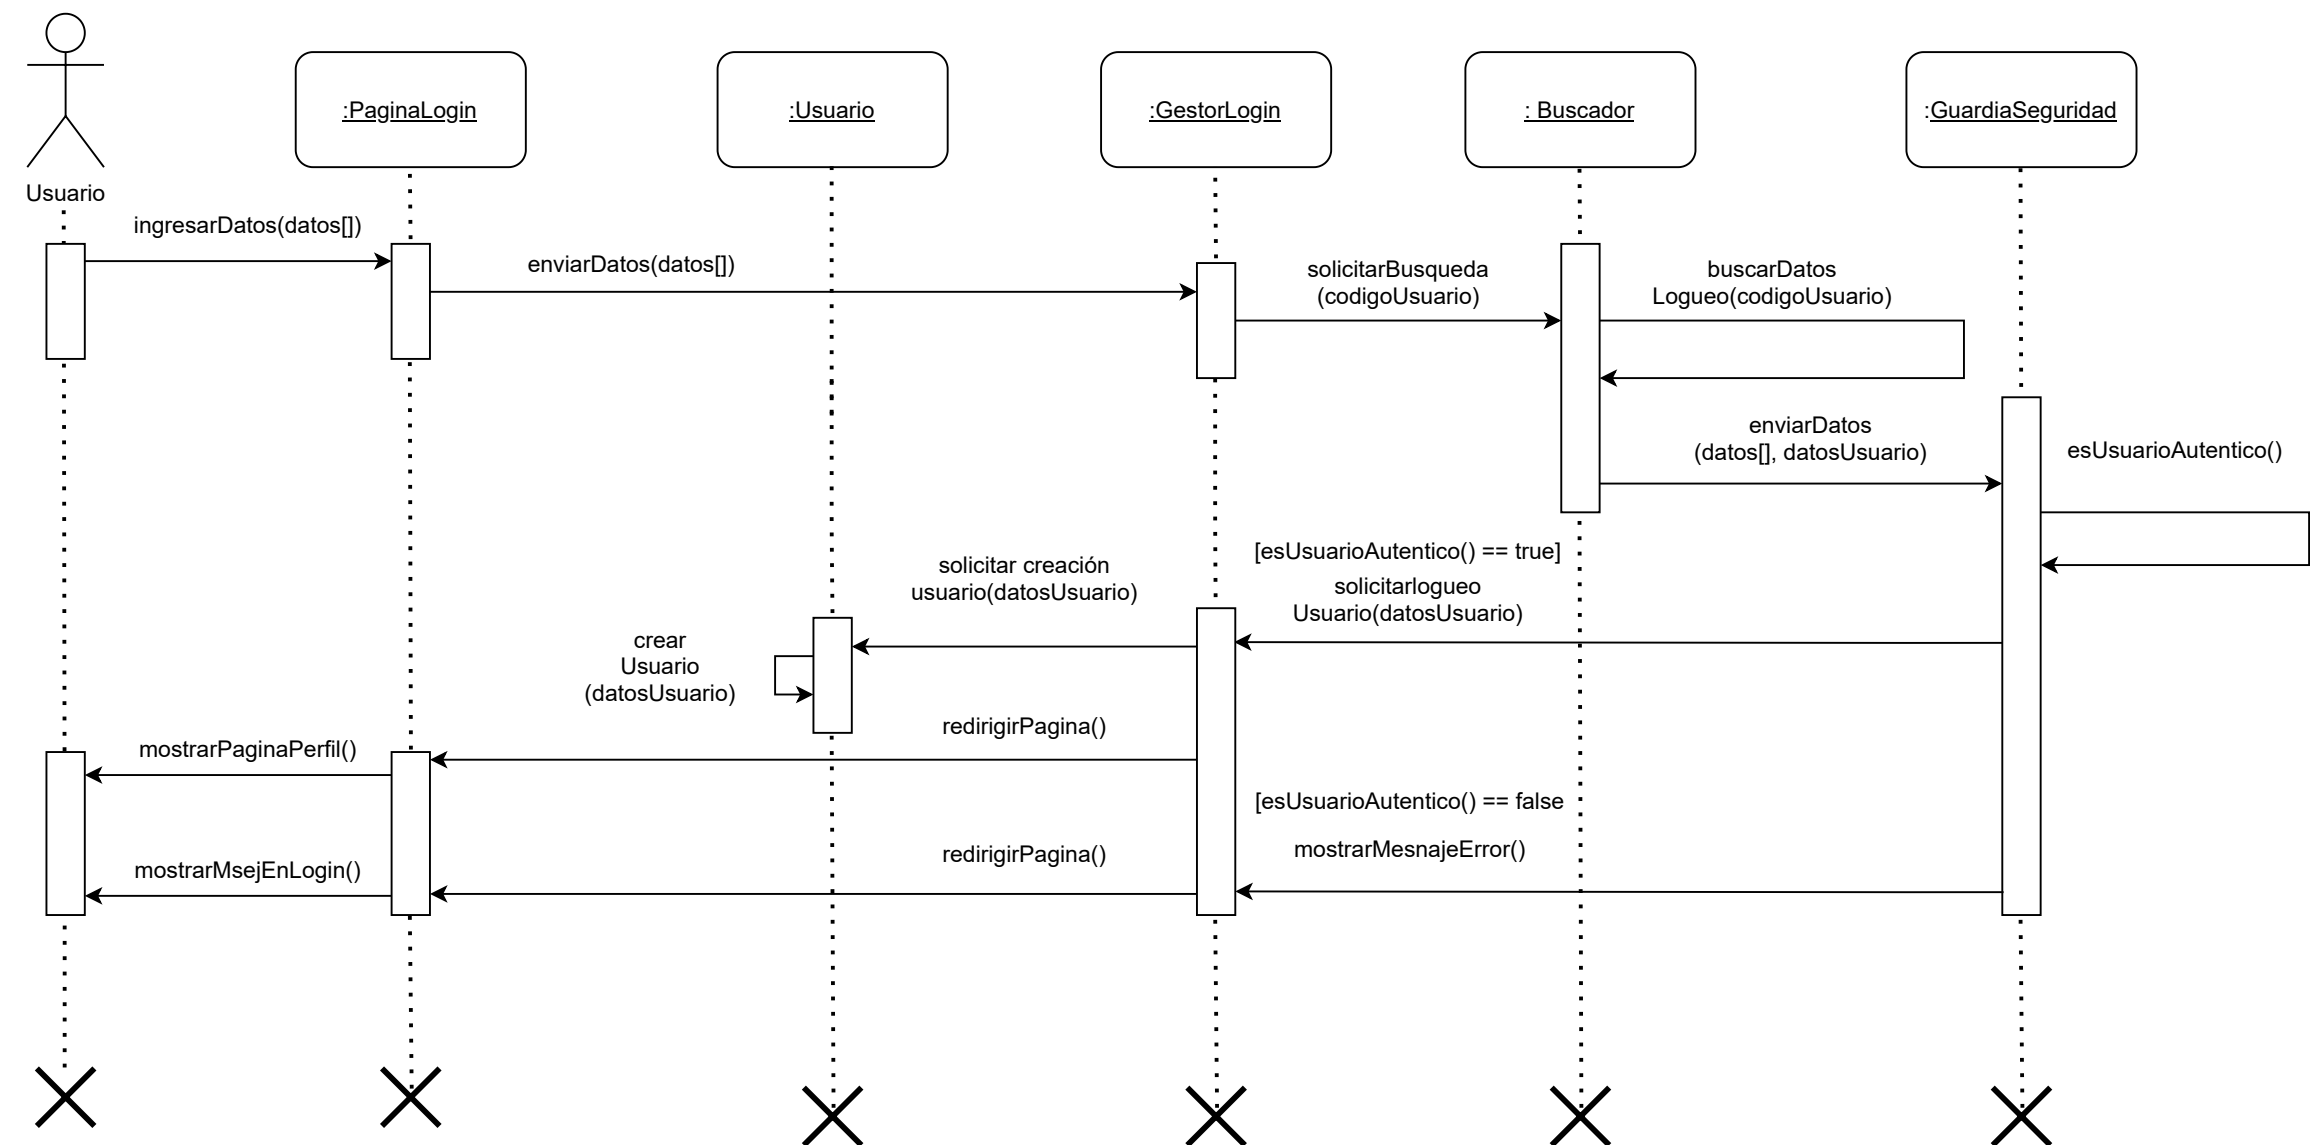 :PaginaLogin
:Usuario
:GestorLogin
: Buscador
:GuardiaSeguridad
Usuario
ingresarDatos(datos[])
enviarDatos(datos[])
solicitarBusqueda
(codigoUsuario)
buscarDatos
Logueo(codigoUsuario)
enviarDatos
(datos[], datosUsuario)
esUsuarioAutentico()
[esUsuarioAutentico() == true]
solicitarlogueo
Usuario(datosUsuario)
solicitar creación
usuario(datosUsuario)
crear
Usuario
(datosUsuario)
redirigirPagina()
mostrarPaginaPerfil()
[esUsuarioAutentico() == false
mostrarMesnajeError()
redirigirPagina()
mostrarMsejEnLogin()